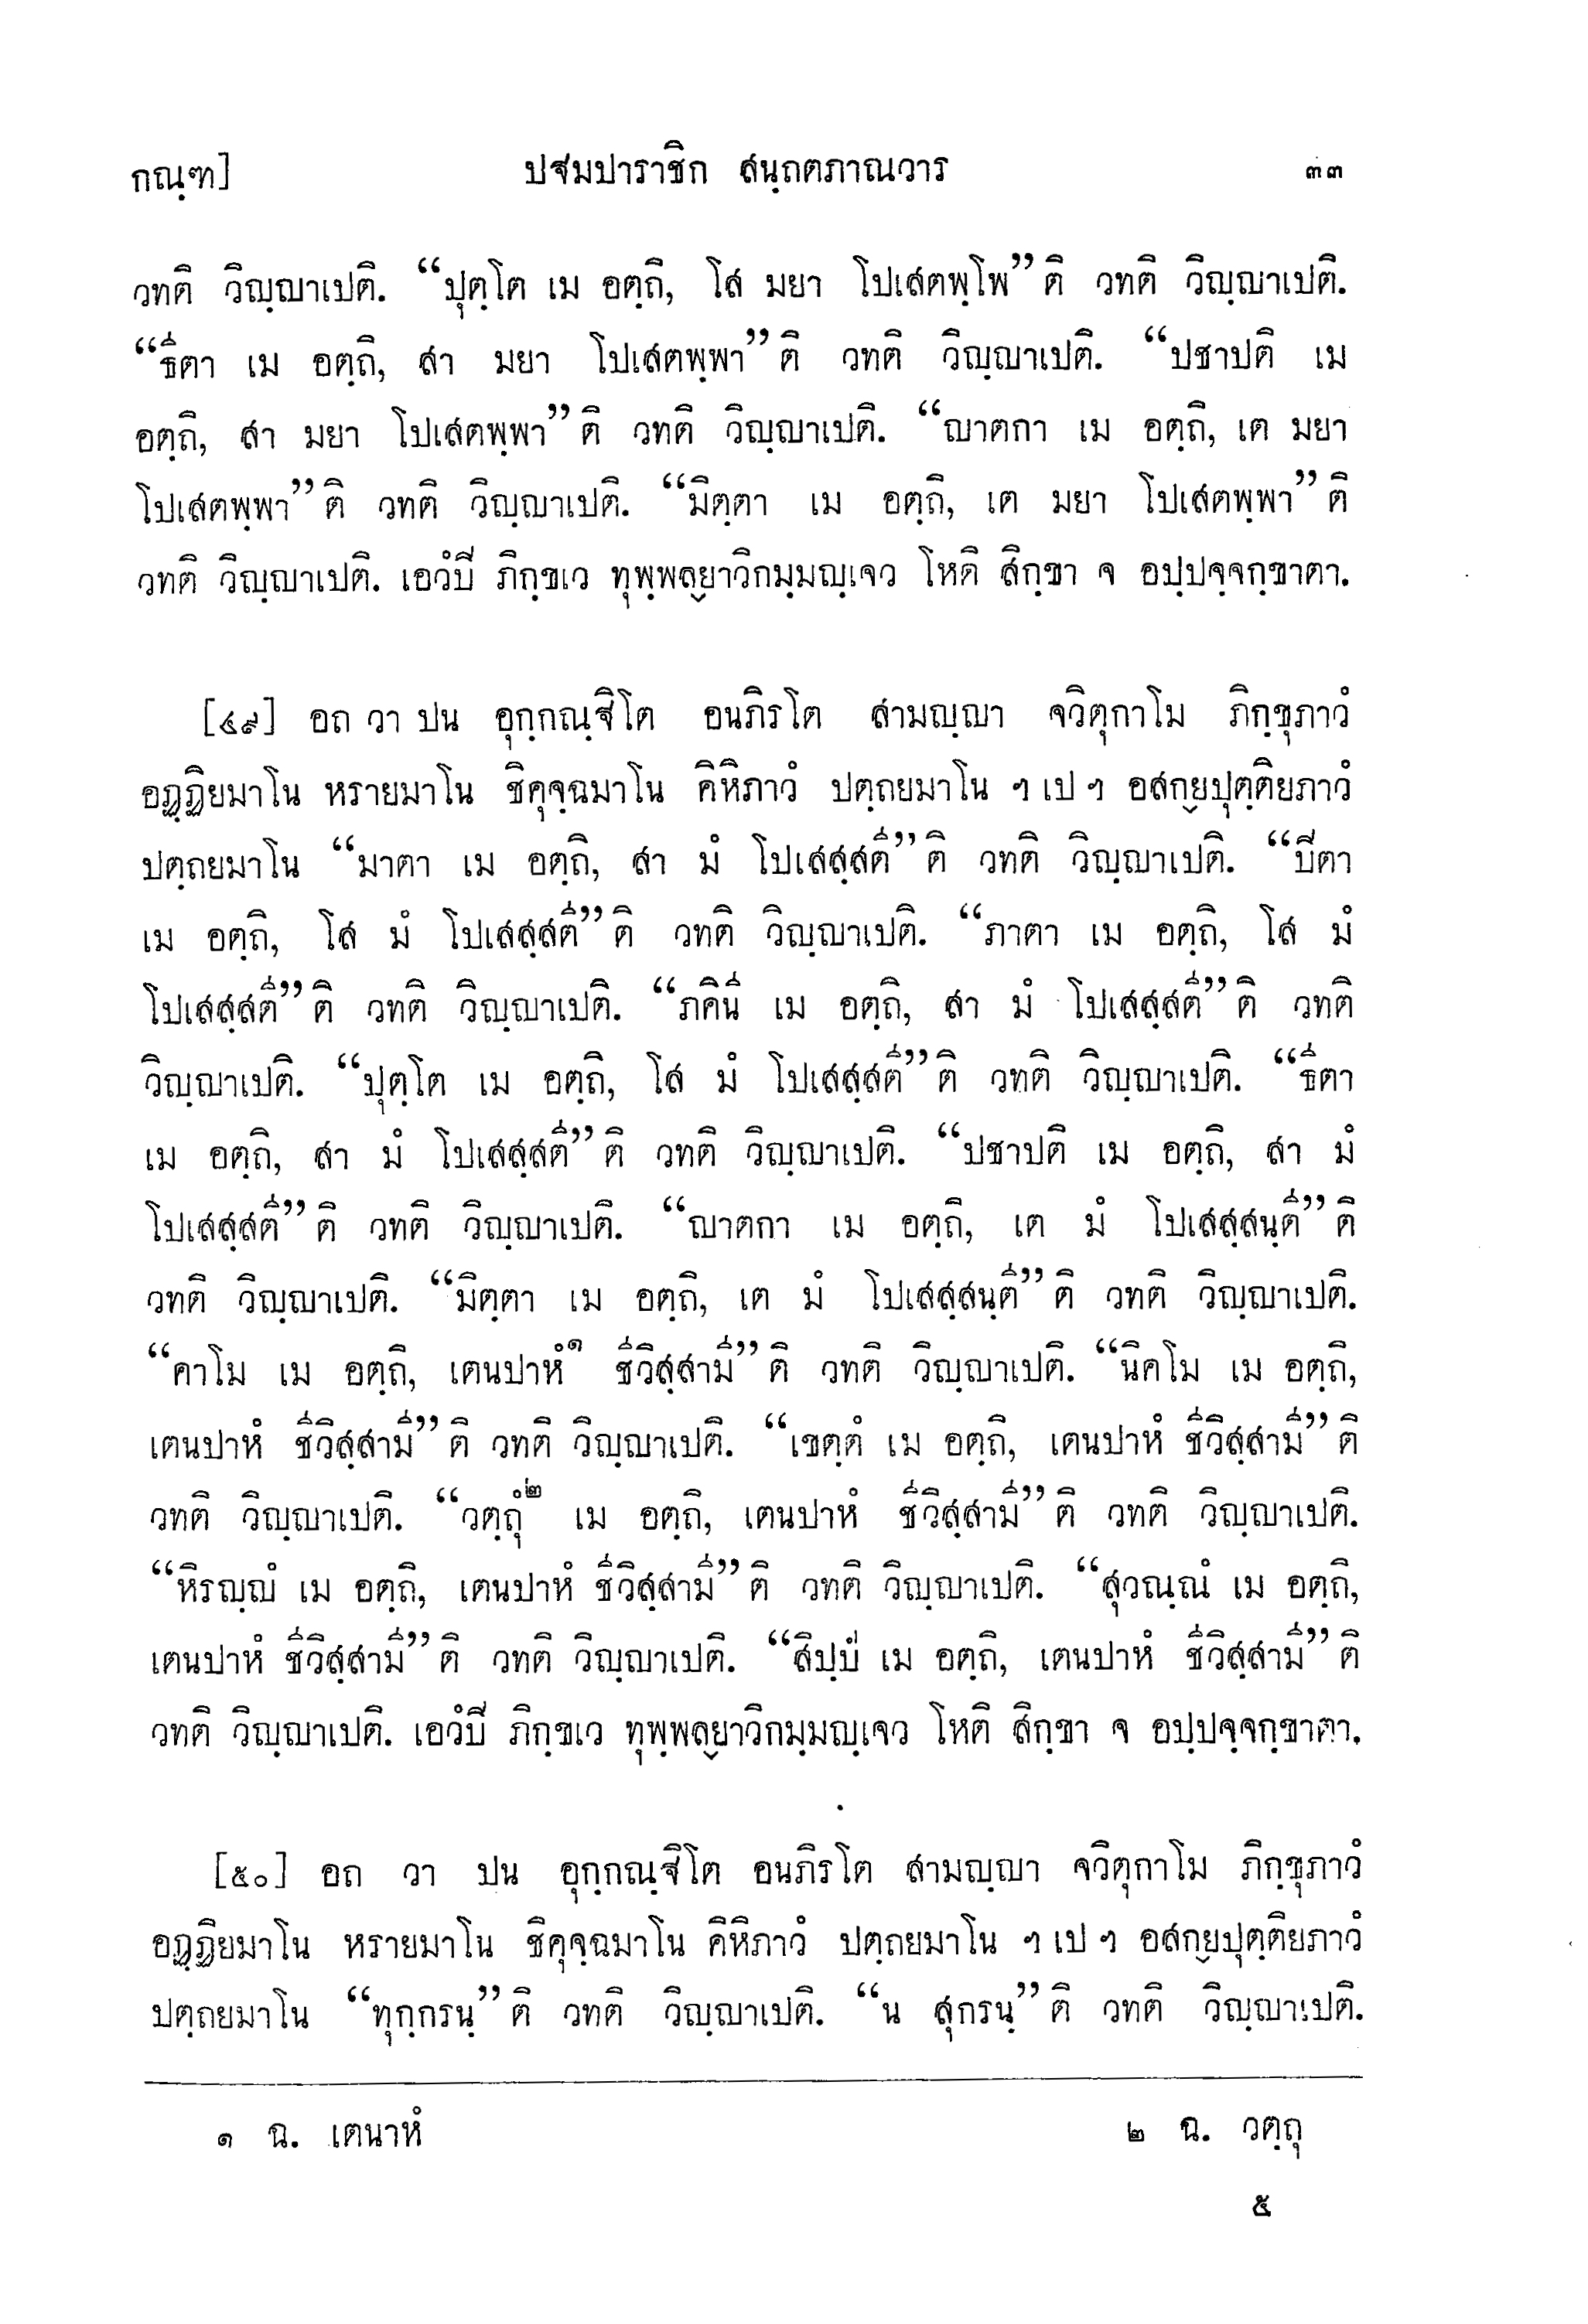 กณฺฑ] ปฐมปาราชิก สนฺถตภาณวาร ๓๓
วทติ วิญฺญาเปติ. “ปุตฺโต เม อตฺถิ, โส มยา โปเสตพฺโพ” ติ วทติ วิญฺญาเปติ.
“ธีตา เม อตฺถิ, สา มยา โปเสตพฺพา” ติ วทติ วิญฺญาเปติ. “ปชาปติ เม
อตฺถิ, สา มยา โปเสตพฺพา” ติ วทติ วิญฺญาเปติ. “ญาตกา เม อตฺถิ, เต มยา
โปเสตพฺพา” ติ วทติ วิญฺญาเปติ. “มิตฺตา เม อตฺถิ, เต มยา โปเสตพฺพา” ติ
วทติ วิญฺญาเปติ. เอวํปิ ภิกฺขเว ทุพฺพลฺยาวิกมฺมญฺเจว โหติ สิกฺขา จ อปฺปจฺจกฺขาตา.
[๔๙] อถ วา ปน อุกฺกณฺฐิโต อนภิรโต สามญฺญา จวิตุกาโม ภิกฺขุภาวํ
อฏฺฏิยมาโน หรายมาโน ชิคุจฺฉมาโน คิหิภาวํ ปตฺถยมาโน ฯ เป ฯ อสกฺยปุตฺติยภาวํ
ปตฺถยมาโน “มาตา เม อตฺถิ, สา มํ โปเสสฺสตี” ติ วทติ วิญฺญาเปติ. “ปิตา
เม อตฺถิ, โส มํ โปเสสฺสตี” ติ วทติ วิญฺญาเปติ. “ภาตา เม อตฺถิ, โส มํ
โปเสสฺสตี” ติ วทติ วิญฺญาเปติ. “ภคินี เม อตฺถิ, สา มํ โปเสสฺสตี” ติ วทติ
วิญฺญาเปติ. “ปุตฺโต เม อตฺถิ, โส มํ โปเสสฺสตี” ติ วทติ วิญฺญาเปติ. “ธีตา
เม อตฺถิ, สา มํ โปเสสฺสตี” ติ วทติ วิญฺญาเปติ. “ปชาปติ เม อตฺถิ, สา มํ
โปเสสฺสตี” ติ วทติ วิญฺญาเปติ. “ญาตกา เม อตฺถิ, เต มํ โปเสสฺสนฺตี” ติ
วทติ วิญฺญาเปติ. “มิตฺตา เม อตฺถิ, เต มํ โปเสสฺสนฺตี” ติ วทติ วิญฺญาเปติ.
“คาโม เม อตฺถิ, เตนปาหํ๑ ชีวิสฺสามี” ติ วทติ วิญฺญาเปติ. “นิคโม เม อตฺถิ,
เตนปาหํ ชีวิสฺสามี” ติ วทติ วิญฺญาเปติ. “เขตฺตํ เม อตฺถิ, เตนปาหํ ชีวิสฺสามี” ติ
วทติ วิญฺญาเปติ. “วตฺถุํ๒ เม อตฺถิ, เตนปาหํ ชีวิสฺสามี” ติ วทติ วิญฺญาเปติ.
“หิรญฺญํ เม อตฺถิ, เตนปาหํ ชีวิสฺสามี” ติ วทติ วิญฺญาเปติ. “สุวณฺณํ เม อตฺถิ,
เตนปาหํ ชีวิสฺสามี” ติ วทติ วิญฺญาเปติ. “สิปฺปํ เม อตฺถิ, เตนปาหํ ชีวิสฺสามี” ติ
วทติ วิญฺญาเปติ. เอวํปิ ภิกฺขเว ทุพฺพลฺยาวิกมฺมญฺเจว โหติ สิกฺขา จ อปฺปจฺจกฺขาตา.
[๕๐] อถ วา ปน อุกฺกณฺฐิโต อนภิรโต สามญฺญา จวิตุกาโม ภิกฺขุภาวํ
อฏฺฏิยมาโน หรายมาโน ชิคุจฺฉมาโน คิหิภาวํ ปตฺถยมาโน ฯ เป ฯ อสกฺยปุตฺติยภาวํ
ปตฺถยมาโน “ทุกฺกรนฺ” ติ วทติ วิญฺญาเปติ. “น สุกรนฺ” ติ วทติ วิญฺญาเปติ.
๑ ฉ. เตนาหํ ๒ ฉ. วตฺถุ
๕